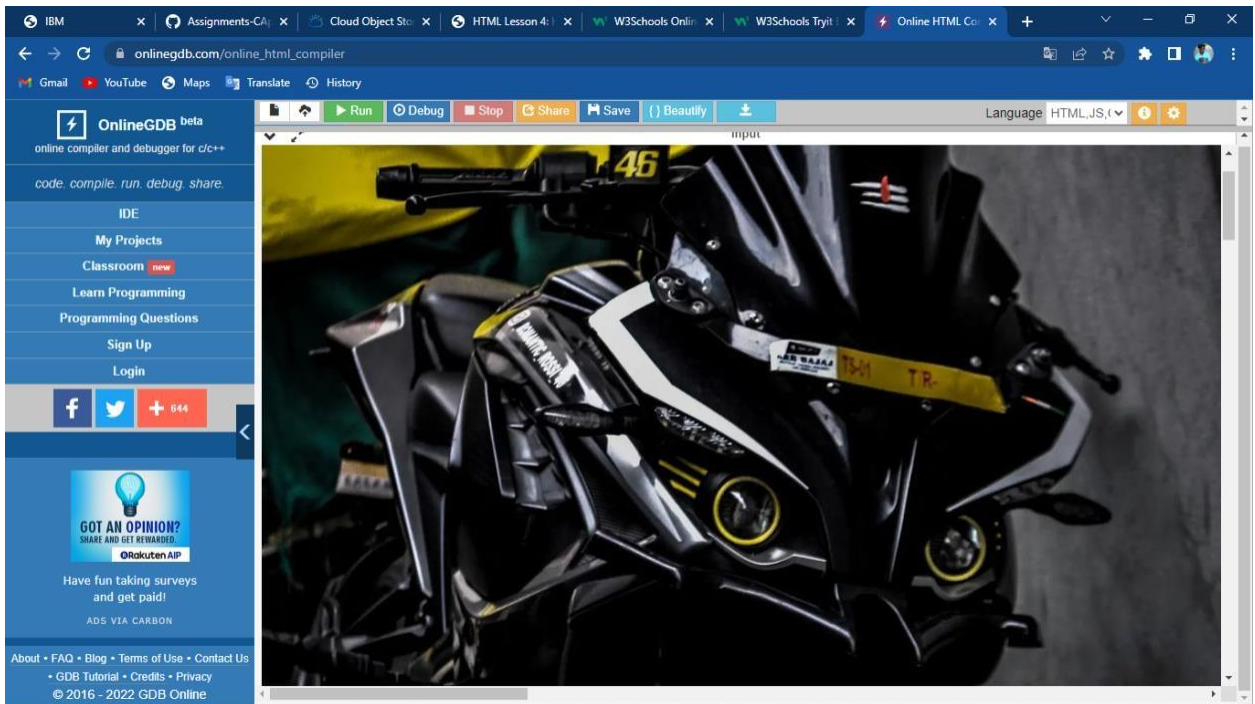 IBM
Assignments-CAp
Cloud Object Sto
HTML Lesson 4:
W3Schools Onlin
W3Schools Tryit
Online HTML Con
onlinegdb.com/online_html_compiler
Gmail
YouTube
Maps
Translate
History
OnlineGDB beta
online compiler and debugger for c/c++
code. compile. run. debug. share.
IDE
My Projects
Classroom new
Learn Programming
Programming Questions
Sign Up
Login
f
+ 644
GOT AN OPINION?
SHARE AND GET REWARDED.
Rakuten AIP
Have fun taking surveys
and get paid!
ADS VIA CARBON
About • FAQ • Blog • Terms of Use • Contact Us
• GDB Tutorial • Credits • Privacy
© 2016 - 2022 GDB Online
Run
Debug
Stop
Share
Save
{ } Beautify
Language HTML,JS,(
input
46
TS-01 T/R-